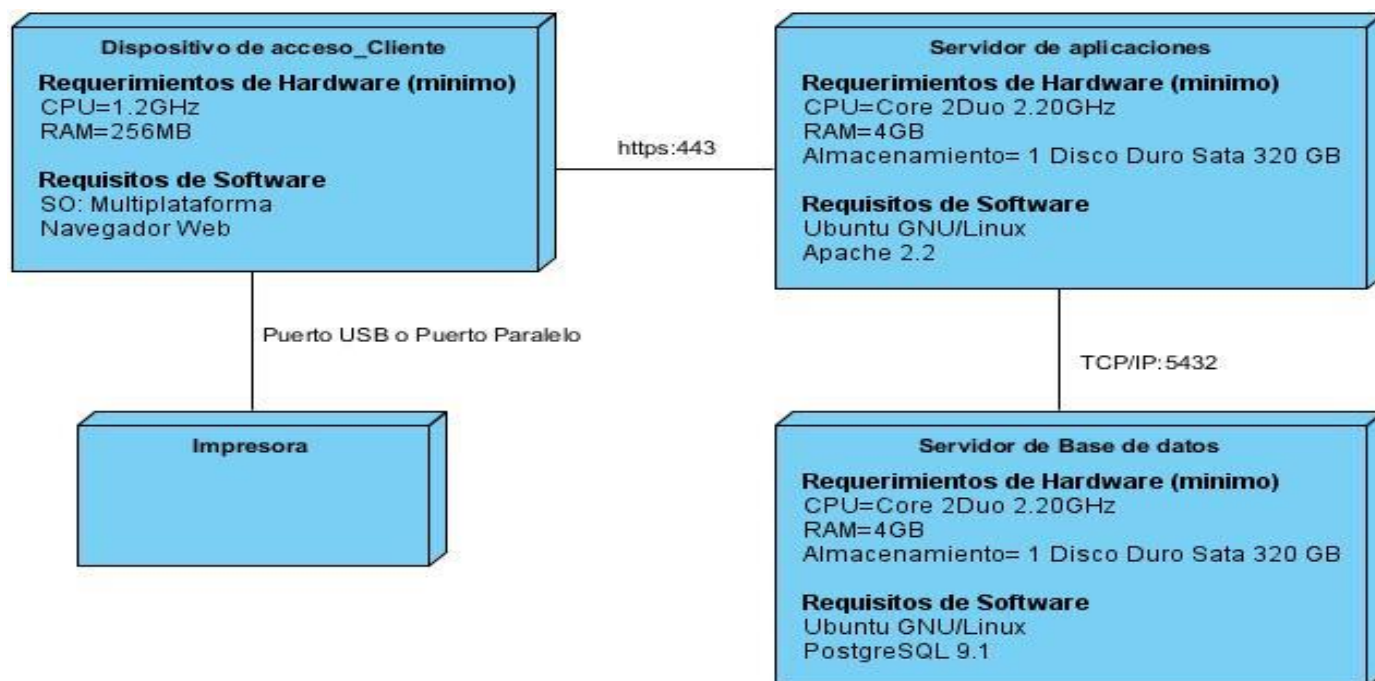 Dispositivo de acceso_Cliente
Requerimientos de Hardware (minimo)
CPU=1.2GHz
RAM=256MB
Requisitos de Software
SO: Multiplataforma
Navegador Web
https:443
Servidor de aplicaciones
Requerimientos de Hardware (minimo)
CPU=Core 2Duo 2.20GHz
RAM=4GB
Almacenamiento= 1 Disco Duro Sata 320 GB
Requisitos de Software
Ubuntu GNU/Linux
Apache 2.2
Puerto USB o Puerto Paralelo
TCP/IP:5432
Impresora
Servidor de Base de datos
Requerimientos de Hardware (minimo)
CPU=Core 2Duo 2.20GHz
RAM=4GB
Almacenamiento= 1 Disco Duro Sata 320 GB
Requisitos de Software
Ubuntu GNU/Linux
PostgreSQL 9.1